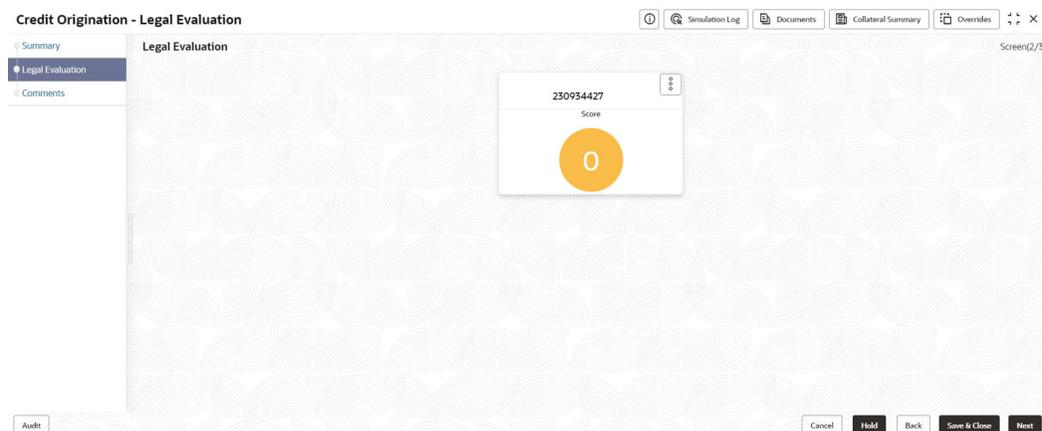 Credit Origination - Legal Evaluation
Simulation Log
Documents
Collateral Summary
Overrides
Summary
Legal Evaluation
Comments
Legal Evaluation
Screen(2/3
230934427
Score
0
Audit
Cancel
Hold
Back
Save & Close
Next